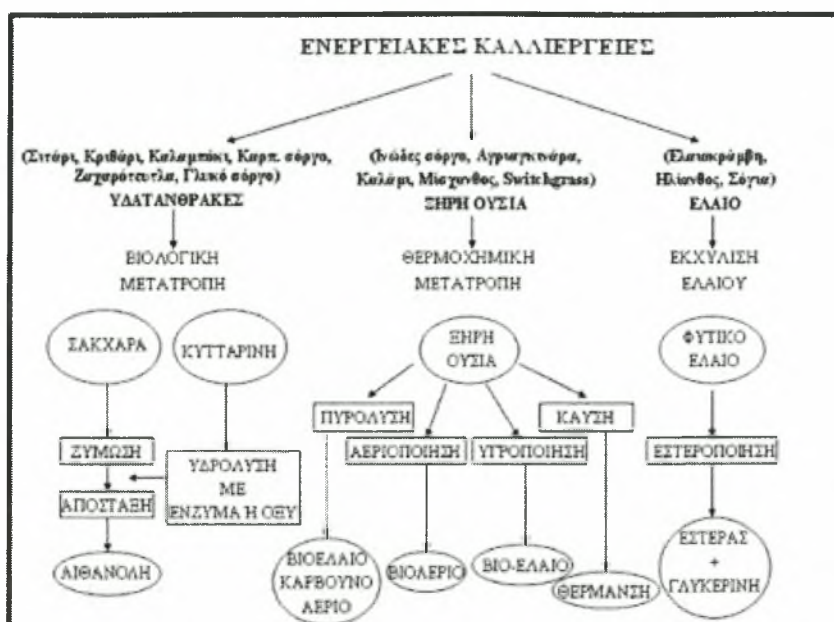 ΕΝΕΡΓΕΙΑΚΕΣ ΚΑΛΛΙΕΡΓΕΙΕΣ
(Σιτάρι, Κριθάρι, Καλαμπόκι, Καρπ. σόργο,
Ζαχαρότευτλα, Γλυκό σόργο)
ΥΔΑΤΑΝΘΡΑΚΕΣ
(Ινώδες σόργο, Αγριαγκινάρα,
Καλάμι, Μίσχανθος, Switchgrass)
ΞΗΡΗ ΟΥΣΙΑ
(Ελαιοκράμβη,
Ηλίανθος, Σόγια)
ΕΛΑΙΟ
ΒΙΟΛΟΓΙΚΗ
ΜΕΤΑΤΡΟΠΗ
ΘΕΡΜΟΧΗΜΙΚΗ
ΜΕΤΑΤΡΟΠΗ
ΕΚΧΥΛΙΣΗ
ΕΛΑΙΟΥ
ΣΑΚΧΑΡΑ
ΚΥΤΤΑΡΙΝΗ
ΞΗΡΗ
ΟΥΣΙΑ
ΦΥΤΙΚΟ
ΕΛΑΙΟ
ΠΥΡΟΛΥΣΗ
ΚΑΥΣΗ
ΖΥΜΩΣΗ
ΥΔΡΟΛΥΣΗ
ΜΕ
ΕΝΖΥΜΑ Ή ΟΞΥ
ΑΕΡΙΟΠΟΙΗΣΗ
ΥΓΡΟΠΟΙΗΣΗ
ΕΣΤΕΡΟΠΟΙΗΣΗ
ΑΠΟΣΤΑΞΗ
ΑΙΘΑΝΟΛΗ
ΒΙΟΕΛΑΙΟ
ΚΑΡΒΟΥΝΟ
ΑΕΡΙΟ
ΒΙΟΑΕΡΙΟ
ΒΙΟ-ΕΛΑΙΟ
ΘΕΡΜΑΝΣΗ
ΕΣΤΕΡΑΣ
+
ΓΛΥΚΕΡΙΝΗ